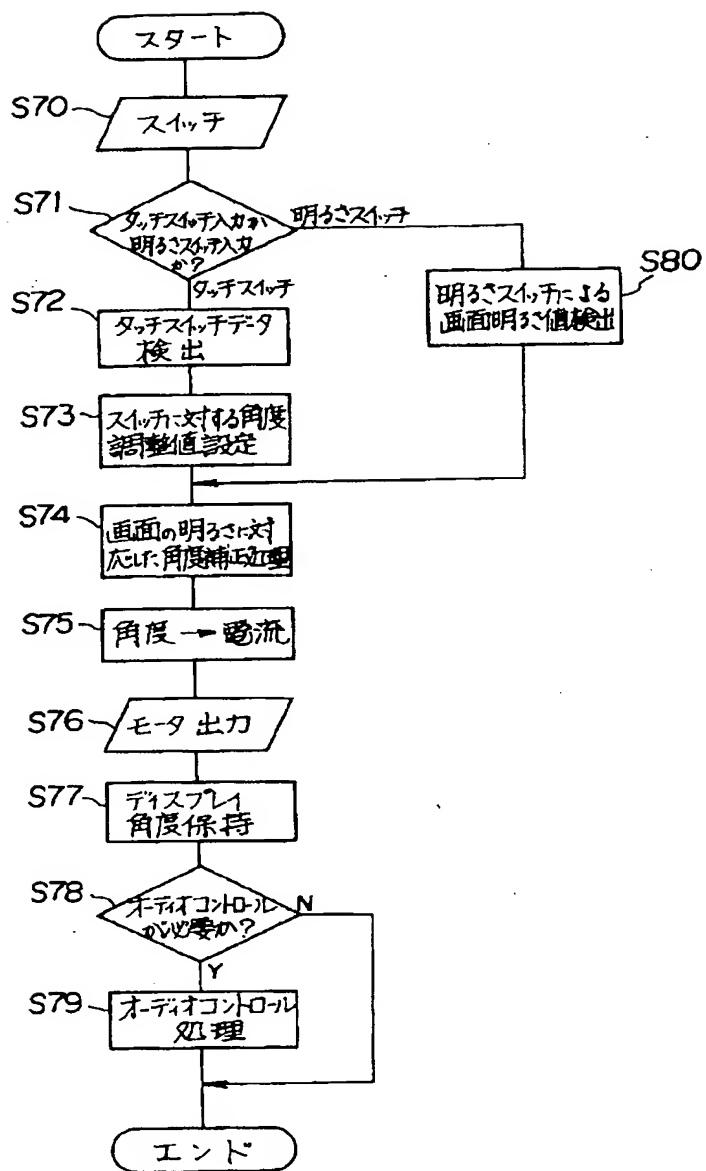 スタート
S70
スイッチ
S71
タッチスイッチ入力か
明るさスイッチ入力
か?
明るさスイッチ
タッチスイッチ
S80
明るさスイッチによる
画面明るさ値検出
S72
タッチスイッチデータ
検出
S73
スイッチに対する角度
調整値設定
S74
画面の明るさに対
応した角度補正処理
S75
角度→電流
S76
モータ出力
S77
ディスプレイ
角度保持
S78
オーディオコントロール
が必要か?
N
Y
S79
オーディオコントロール
処理
エンド